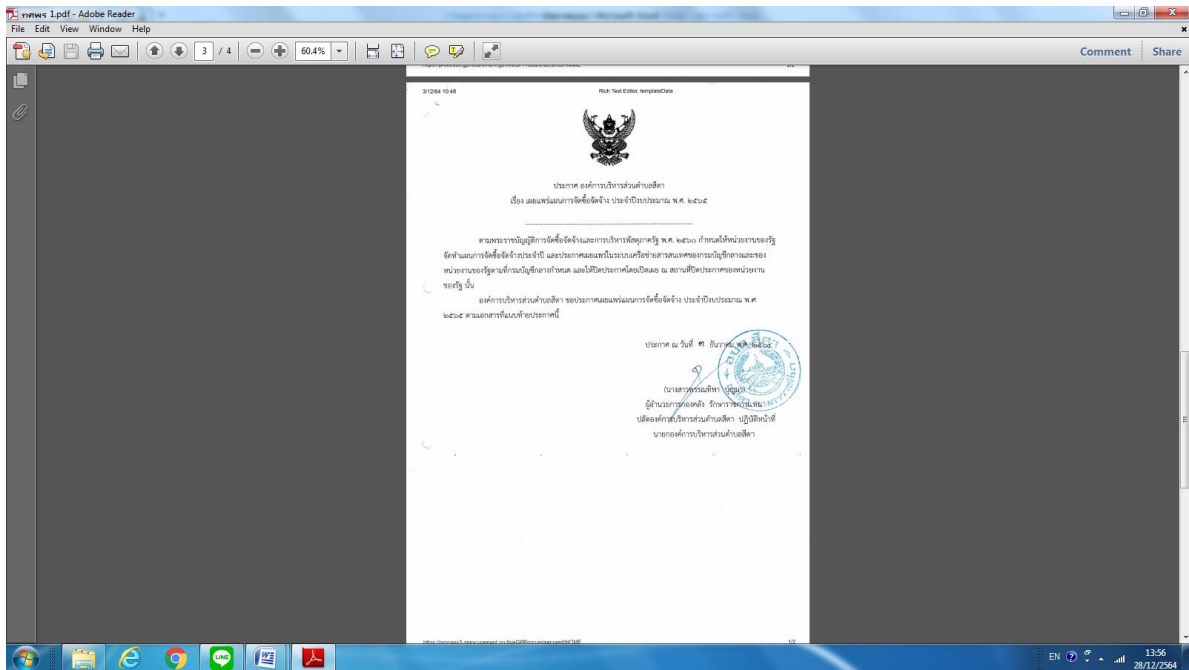 ทศพร 1.pdf - Adobe Reader
File Edit View Window Help
3 / 4 60.4% Comment Share
3/12/64 10:48 Rich Text Editor, templateData
ประกาศ องค์การบริหารส่วนตำบลสีดา
เรื่อง เผยแพร่แผนการจัดซื้อจัดจ้าง ประจำปีงบประมาณ พ.ศ. ๒๕๖๕
ตามพระราชบัญญัติการจัดซื้อจัดจ้างและการบริหารพัสดุภาครัฐ พ.ศ. ๒๕๖๐ กำหนดให้หน่วยงานของรัฐ
จัดทำแผนการจัดซื้อจัดจ้างประจำปี และประกาศเผยแพร่ในระบบเครือข่ายสารสนเทศของกรมบัญชีกลางและของ
หน่วยงานของรัฐตามที่กรมบัญชีกลางกำหนด และให้ปิดประกาศโดยเปิดเผย ณ สถานที่ปิดประกาศของหน่วยงาน
ของรัฐ นั้น
องค์การบริหารส่วนตำบลสีดา ขอประกาศเผยแพร่แผนการจัดซื้อจัดจ้าง ประจำปีงบประมาณ พ.ศ
๒๕๖๕ ตามเอกสารที่แนบท้ายประกาศนี้
ประกาศ ณ วันที่ ๓ ธันวาคม พ.ศ.
(นางสาวพรรณทิพา
ผู้อำนวยการกองคลัง รักษาราชการแทน
ปลัดองค์การบริหารส่วนตำบลสีดา ปฏิบัติหน้าที่
นายกองค์การบริหารส่วนตำบลสีดา
1/2
EN 13:56
28/12/2564